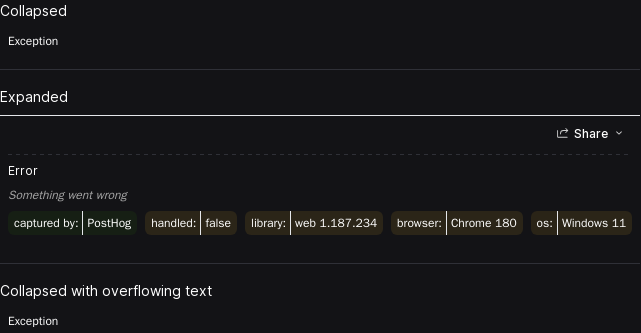 Collapsed
Exception
Expanded
Share
Error
Something went wrong
captured by: PostHog handled: false library: web 1.187.234 browser: Chrome 180 os: Windows 11
Collapsed with overflowing text
Exception